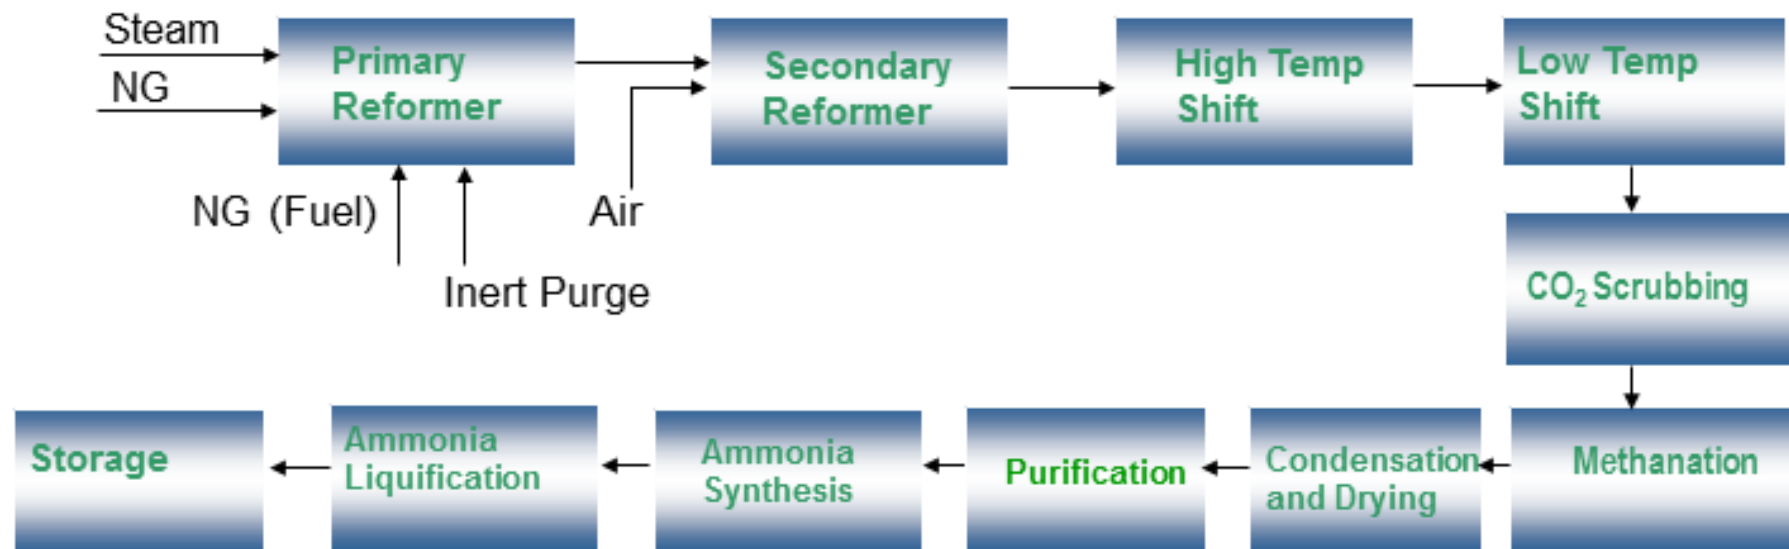 Steam
NG
Primary
Reformer
Secondary
Reformer
High Temp
Shift
Low Temp
Shift
NG (Fuel)
Air
Inert Purge
CO₂ Scrubbing
Storage
Ammonia
Liquification
Ammonia
Synthesis
Purification
Condensation
and Drying
Methanation